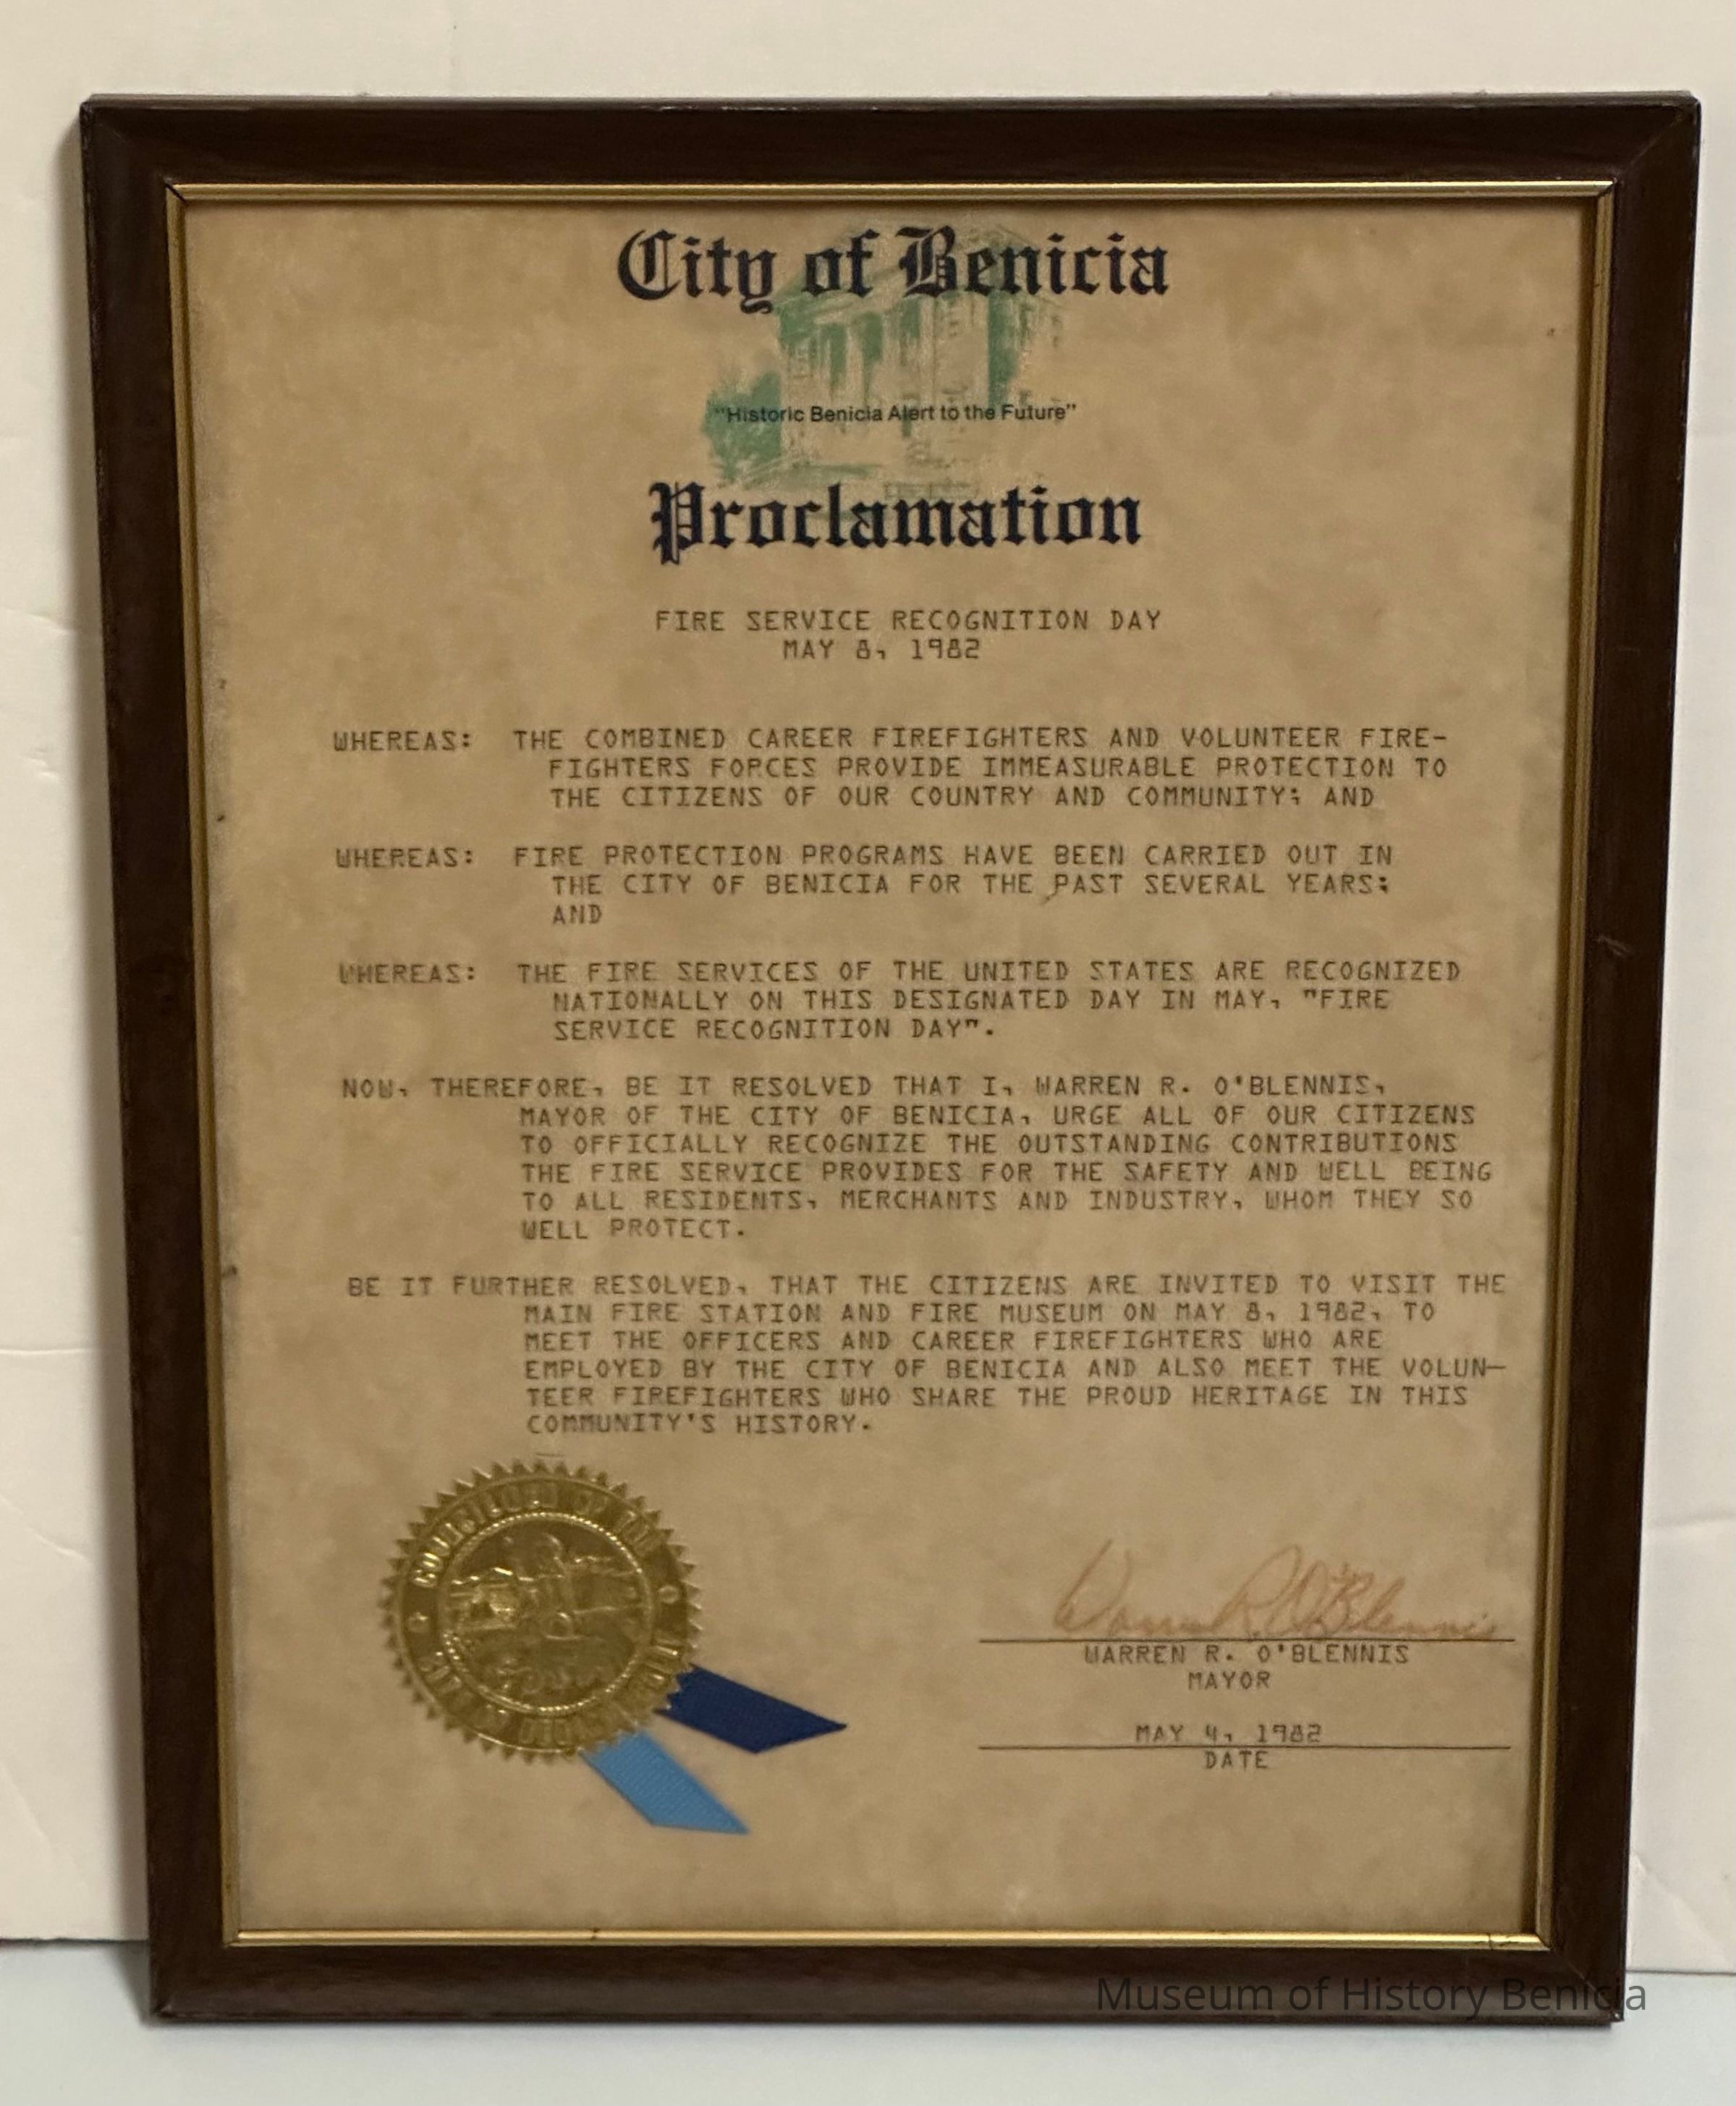 City of Benicia
"Historic Benicia Alert to the Future"
Proclamation
FIRE SERVICE RECOGNITION DAY
MAY 8, 1982
WHEREAS: THE COMBINED CAREER FIREFIGHTERS AND VOLUNTEER FIRE-
FIGHTERS FORCES PROVIDE IMMEASURABLE PROTECTION TO
THE CITIZENS OF OUR COUNTRY AND COMMUNITY; AND
WHEREAS: FIRE PROTECTION PROGRAMS HAVE BEEN CARRIED OUT IN
THE CITY OF BENICIA FOR THE PAST SEVERAL YEARS;
AND
WHEREAS: THE FIRE SERVICES OF THE UNITED STATES ARE RECOGNIZED
NATIONALLY ON THIS DESIGNATED DAY IN MAY, "FIRE
SERVICE RECOGNITION DAY".
NOW, THEREFORE, BE IT RESOLVED THAT I, WARREN R. O'BLENNIS,
MAYOR OF THE CITY OF BENICIA, URGE ALL OF OUR CITIZENS
TO OFFICIALLY RECOGNIZE THE OUTSTANDING CONTRIBUTIONS
THE FIRE SERVICE PROVIDES FOR THE SAFETY AND WELL BEING
TO ALL RESIDENTS, MERCHANTS AND INDUSTRY, WHOM THEY SO
WELL PROTECT.
BE IT FURTHER RESOLVED, THAT THE CITIZENS ARE INVITED TO VISIT THE
MAIN FIRE STATION AND FIRE MUSEUM ON MAY 8, 1982, TO
MEET THE OFFICERS AND CAREER FIREFIGHTERS WHO ARE
EMPLOYED BY THE CITY OF BENICIA AND ALSO MEET THE VOLUN-
TEER FIREFIGHTERS WHO SHARE THE PROUD HERITAGE IN THIS
COMMUNITY'S HISTORY.
Warren R. O'Blennis
WARREN R. O'BLENNIS
MAYOR
MAY 4, 1982
DATE
Museum of History Benicia